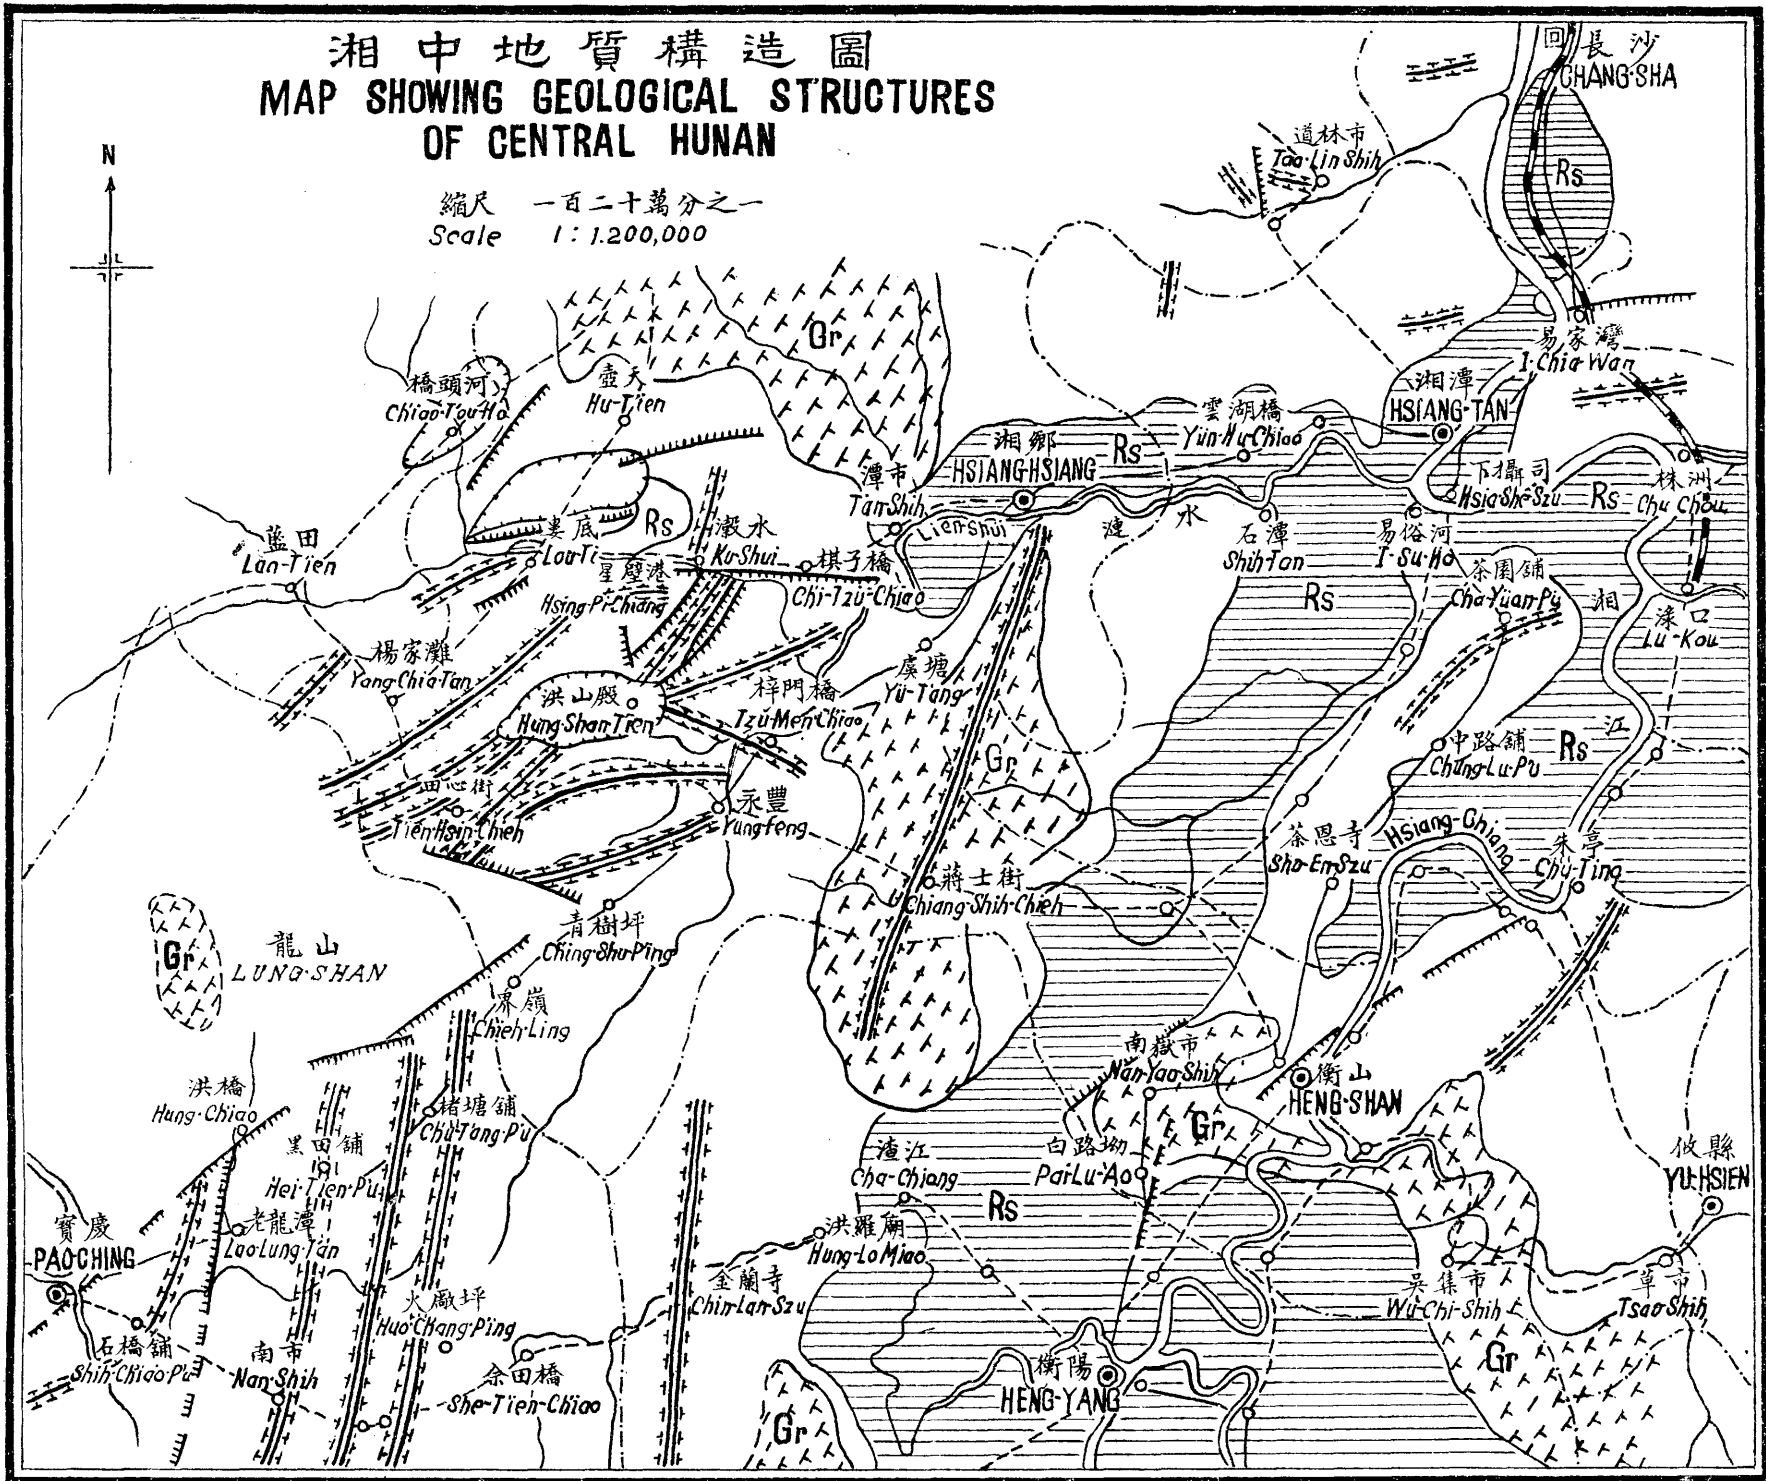 湘中地質構造圖
MAP SHOWING GEOLOGICAL STRUCTURES
OF CENTRAL HUNAN
縮尺 一百二十萬分之一
Scale 1:1.200,000
N
回 長沙
CHANG-SHA
Rs
道林市
Tao-Lin Shih
Gr
易家灣
I-Chia Wan
橋頭河
Ch'iao-T'ou-Ho
壺天
Hu-T'ien
湘潭
HSIANG-TAN
雲湖橋
Yün-Hu-Chiao
湘鄉
HSIANG-HSIANG
Rs
潭市
Tan-Shih
下攝司
Hsia-She-Szu
Rs
株洲
Chu Chou
藍田
Lan-Tien
婁底
Lou-Ti
Rs
瀔水
Ku-Shui
Lien-Shui
漣水
石潭
Shih-Tan
易俗河
I-Su-Ho
棋子橋
Chi-Tzu-Chiao
星壁港
Hsing-Pi-Chiang
茶園舖
Cha-Yuan-Pu
Rs
湘江
淥口
Lu-Kou
楊家灘
Yang-Chia-Tan
洪山殿
Hung-Shan-Tien
梓門橋
Tzu-Men-Chiao
虞塘
Yü-Tang
Gr
中路舖
Chung-Lu-Pu
Rs
田心街
Tien-Hsin-Chieh
永豐
Yung-feng
茶恩寺
Sha-En-Szu
Hsiang-Chiang
朱亭
Chu-Ting
蔣士街
Chiang-Shih-Chieh
青樹坪
Ching-Shu-P'ing
Gr
龍山
LUNG-SHAN
界嶺
Chieh-Ling
南嶽市
Nan-Yao-Shih
衡山
HENG-SHAN
洪橋
Hung-Ch'iao
楮塘舖
Chu-Tang-Pu
黑田舖
Hei-Tien-Pu
Gr
渣江
Cha-Chiang
白路坳
Pai-Lu-Ao
攸縣
YU-HSIEN
Rs
寶慶
PAOCHING
老龍潭
Lao-Lung-Tan
洪羅廟
Hung-Lo Miao
金蘭寺
Chin-Lan-Szu
吳集市
Wu-Chi-Shih
草市
Tsao-Shih
火廠坪
Huo-Chang-Ping
石橋舖
Shih-Chiao-Pu
南市
Nan-Shih
余田橋
She-Tien-Chiao
衡陽
HENG-YANG
Gr
Gr